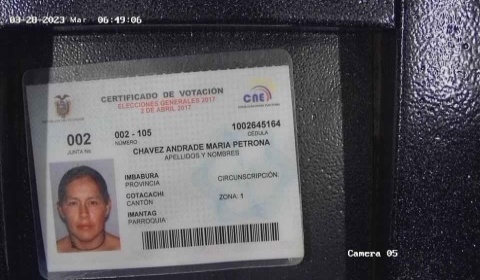 03-28-2023 Mar 06:49:06
CERTIFICADO DE VOTACIÓN
ELECCIONES GENERALES 2017
2 DE ABRIL 2017
CNE
002
JUNTA No.
002 - 105
NÚMERO
1002645164
CÉDULA
CHAVEZ ANDRADE MARIA PETRONA
APELLIDOS Y NOMBRES
IMBABURA
PROVINCIA
CIRCUNSCRIPCIÓN:
COTACACHI
CANTÓN
ZONA: 1
IMANTAG
PARROQUIA
Camera 05